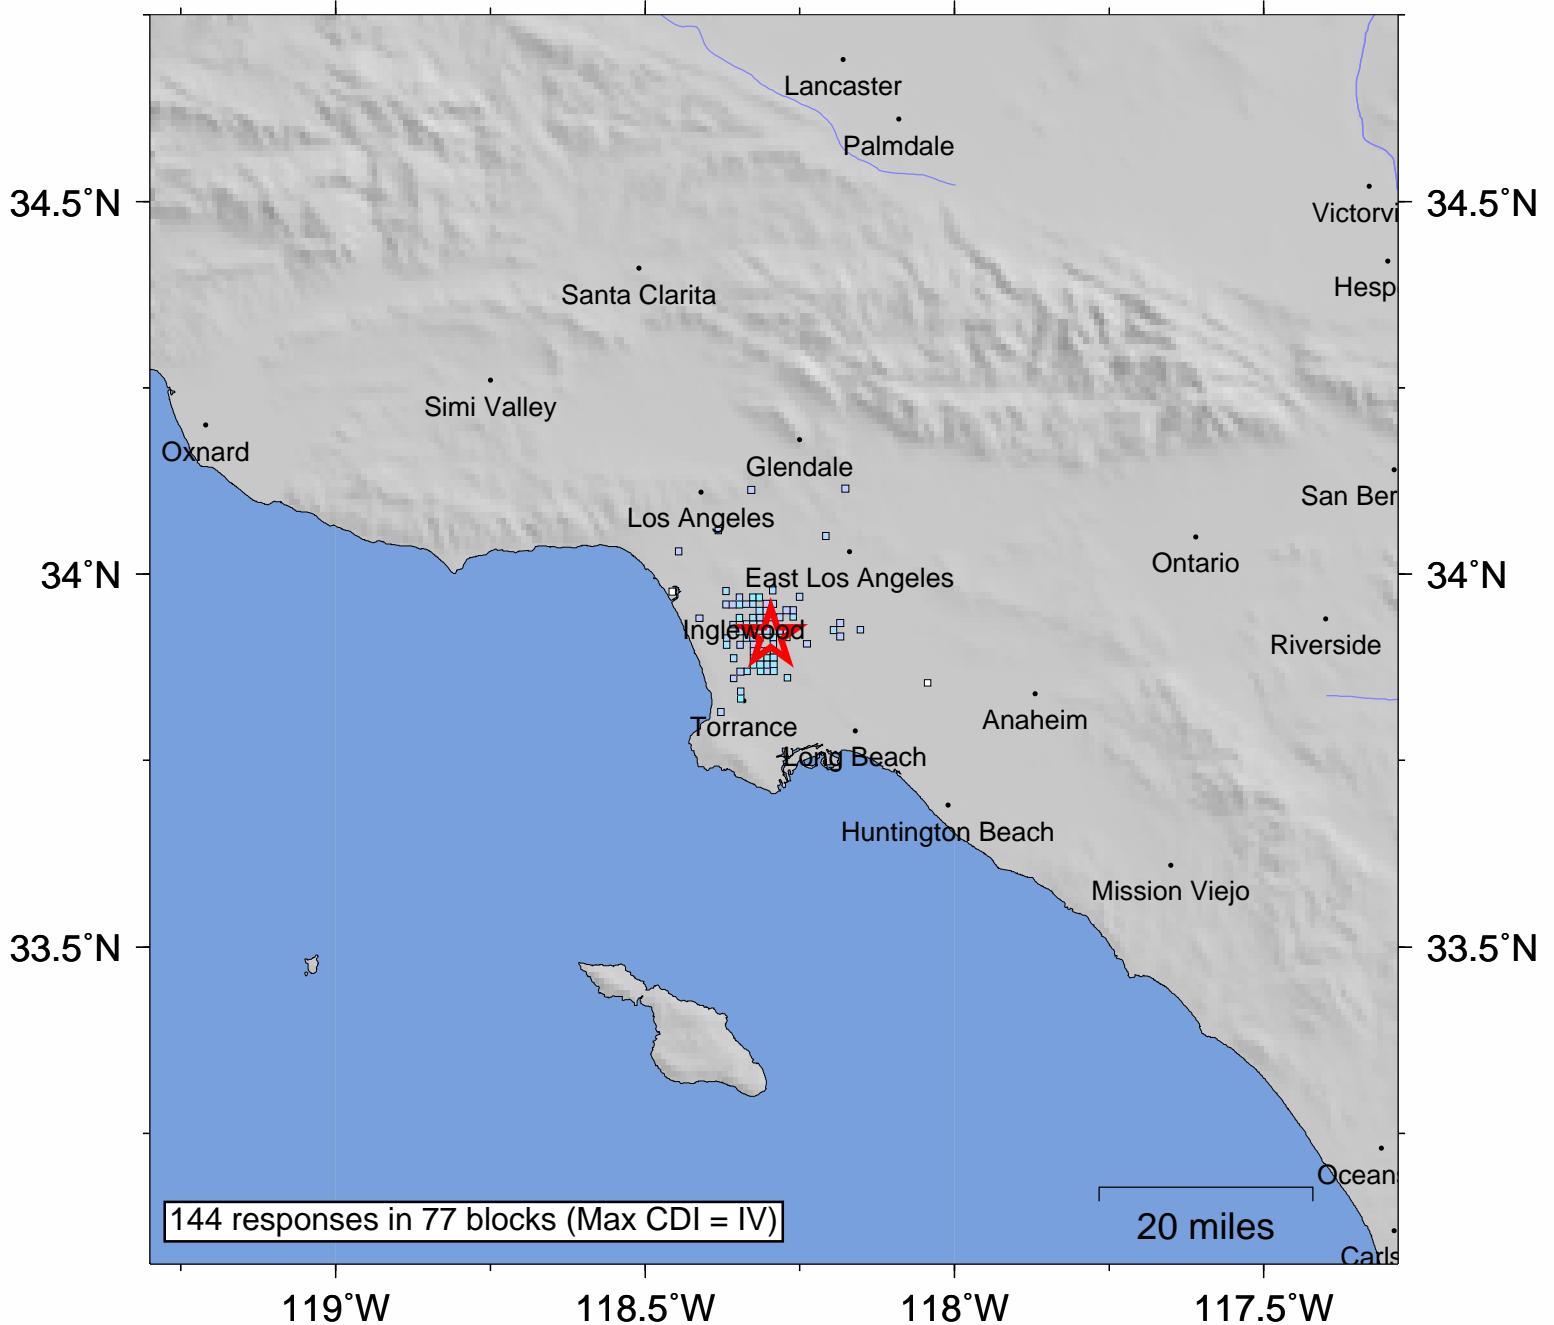 Lancaster
Palmdale
34.5˚N
34.5˚N
Victorvi
Santa Clarita
Hesp
Simi Valley
Oxnard
Glendale
San Ber
Los Angeles
Ontario
34˚N
East Los Angeles
34˚N
Inglewood
Riverside
Torrance
Anaheim
Long Beach
Huntington Beach
Mission Viejo
33.5˚N
33.5˚N
Oceans
144 responses in 77 blocks (Max CDI = IV)
20 miles
Carls
119˚W
118.5˚W
118˚W
117.5˚W